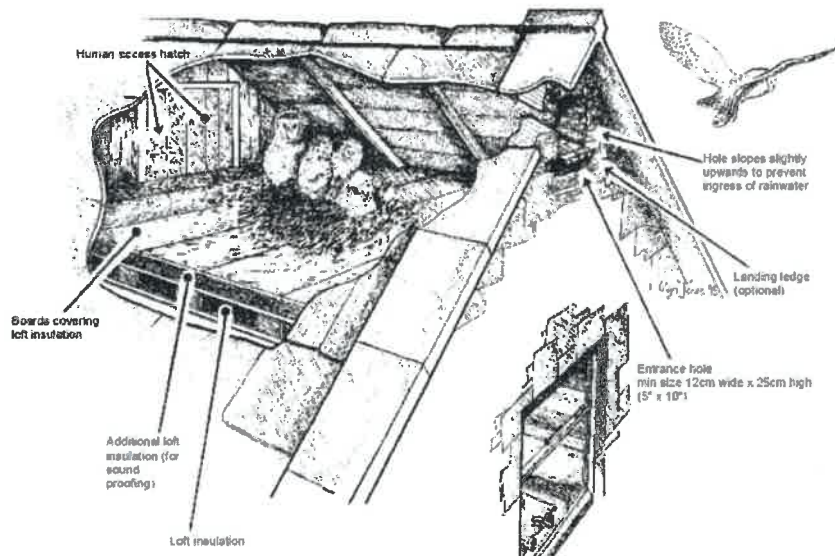 Human access hatch
Hole slopes slightly
upwards to prevent
ingress of rainwater
Landing ledge
(optional)
Boards covering
loft insulation
Entrance hole
min size 12cm wide x 25cm high
(5" x 10")
Additional loft
insulation (for
sound
proofing)
Loft insulation